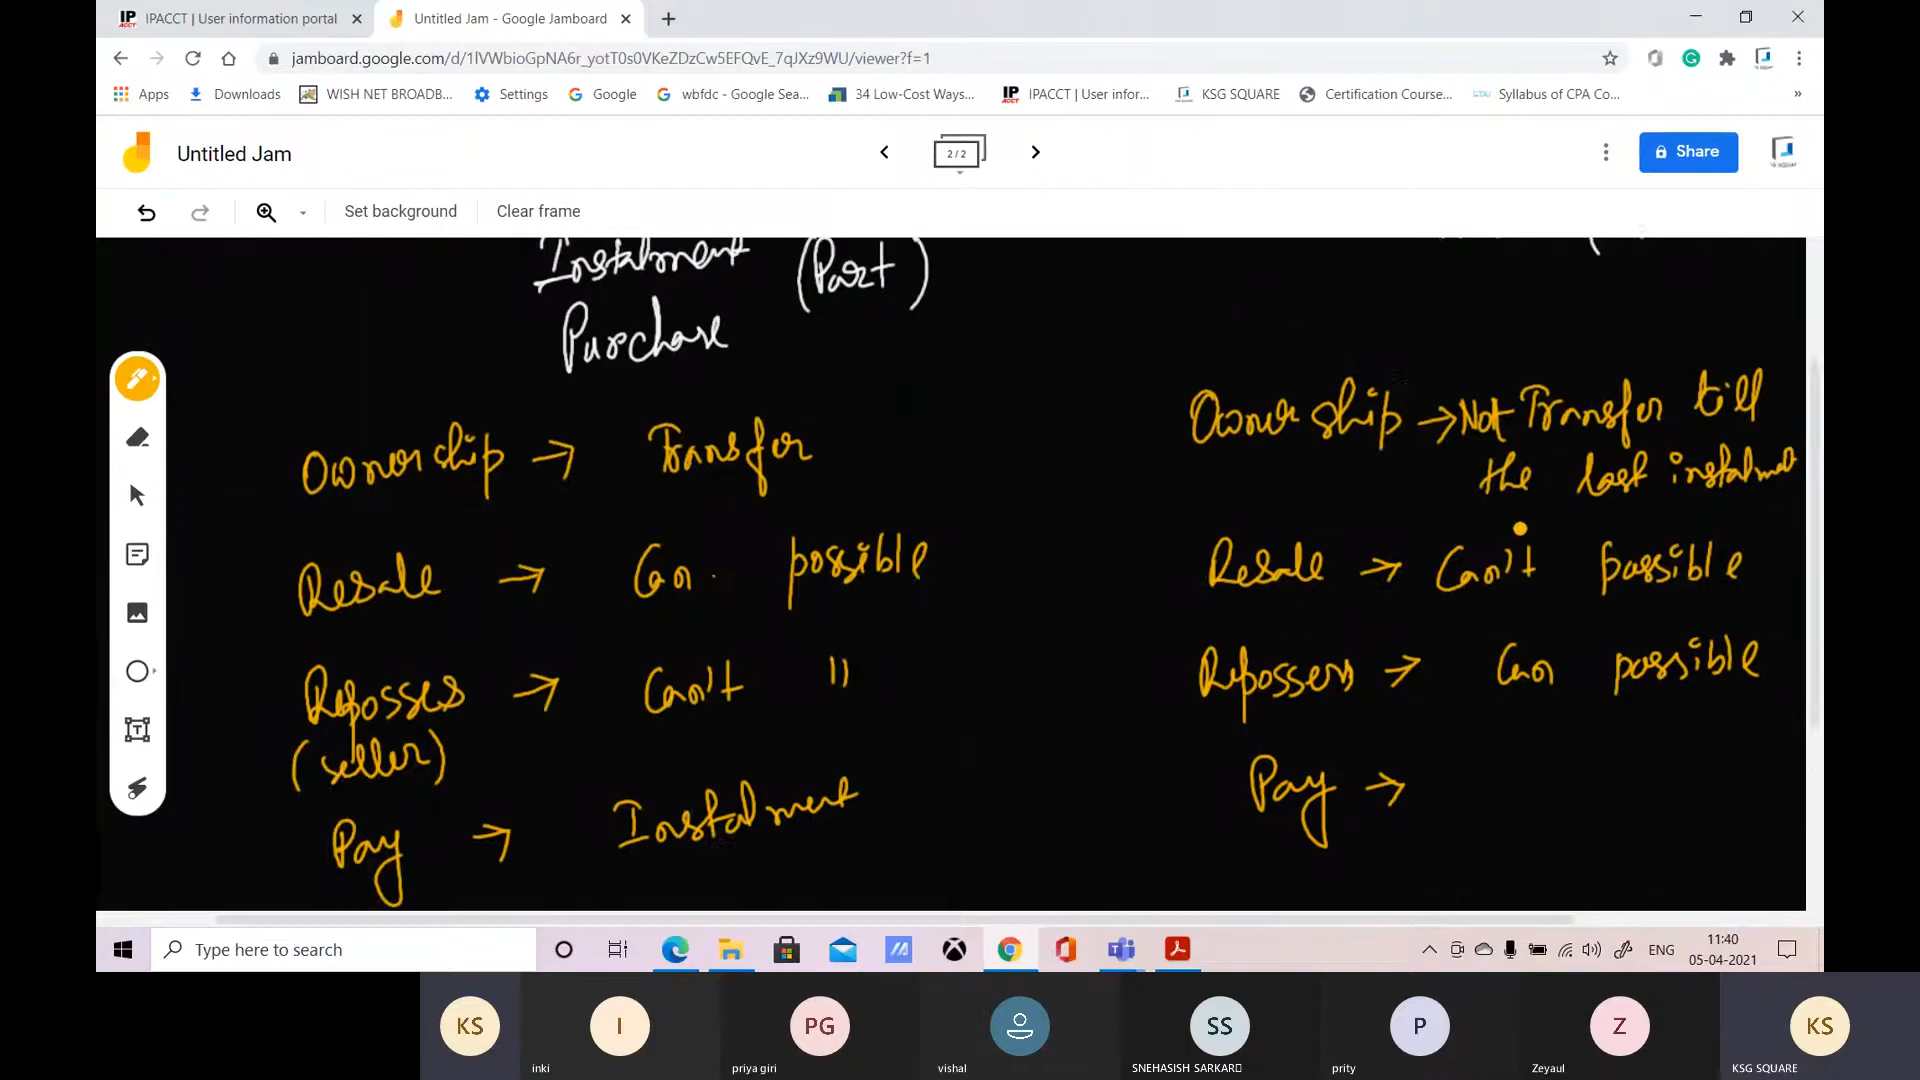 IPACCT | User information portal
Untitled Jam - Google Jamboard
jamboard.google.com/d/1lVWbioGpNA6r_yotT0s0VKeZDzCw5EFQvE_7qJXz9WU/viewer?f=1
Apps Downloads WISH NET BROADB... Settings Google wbfdc - Google Sea... 34 Low-Cost Ways... IPACCT | User infor... KSG SQUARE Certification Course... Syllabus of CPA Co... »
Untitled Jam
2 / 2
Share
Set background Clear frame
Instalment (Part)
Purchase
Ownership → Transfer
Resale → Can possible
Reposses → Can't "
(seller)
Pay → Instalment
Ownership → Not Transfer till
the last instalmet
Resale → Can't possible
Repossess → Can possible
Pay →
Type here to search
ENG
11:40
05-04-2021
KS I PG SS P Z KS
inki priya giri vishal SNEHASISH SARKAR prity Zeyaul KSG SQUARE